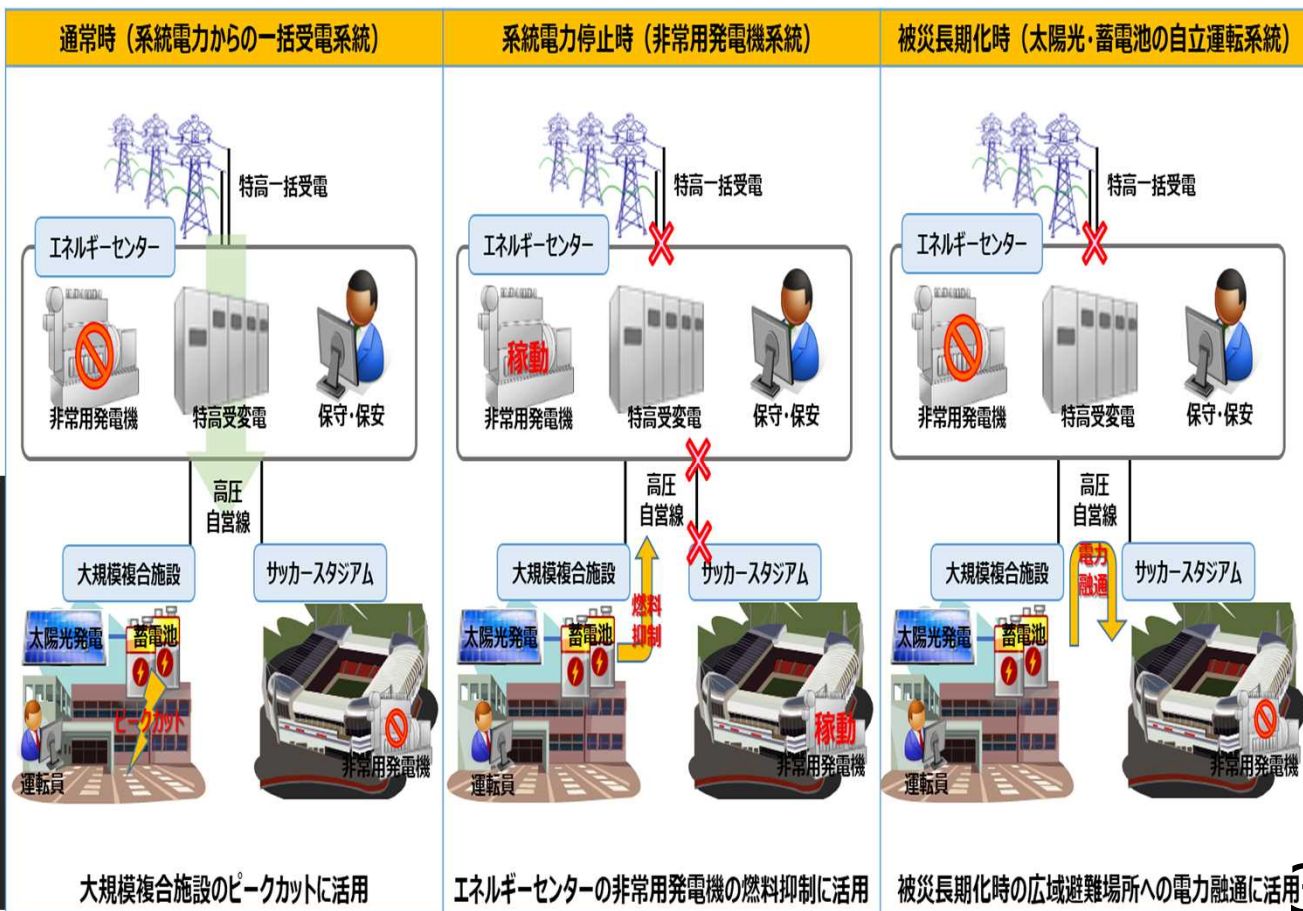 通常時（系統電力からの一括受電系統）
特高一括受電
エネルギーセンター
非常用発電機
特高受変電
保守・保安
高圧
自営線
大規模複合施設
サッカースタジアム
太陽光発電
蓄電池
ピークカット
運転員
非常用発電機
大規模複合施設のピークカットに活用
系統電力停止時（非常用発電機系統）
特高一括受電
エネルギーセンター
稼動
非常用発電機
特高受変電
保守・保安
高圧
自営線
大規模複合施設
サッカースタジアム
燃料
抑制
太陽光発電
蓄電池
稼動
運転員
非常用発電機
エネルギーセンターの非常用発電機の燃料抑制に活用
被災長期化時（太陽光・蓄電池の自立運転系統）
特高一括受電
エネルギーセンター
非常用発電機
特高受変電
保守・保安
高圧
自営線
電力
融通
大規模複合施設
サッカースタジアム
太陽光発電
蓄電池
運転員
非常用発電機
被災長期化時の広域避難場所への電力融通に活用